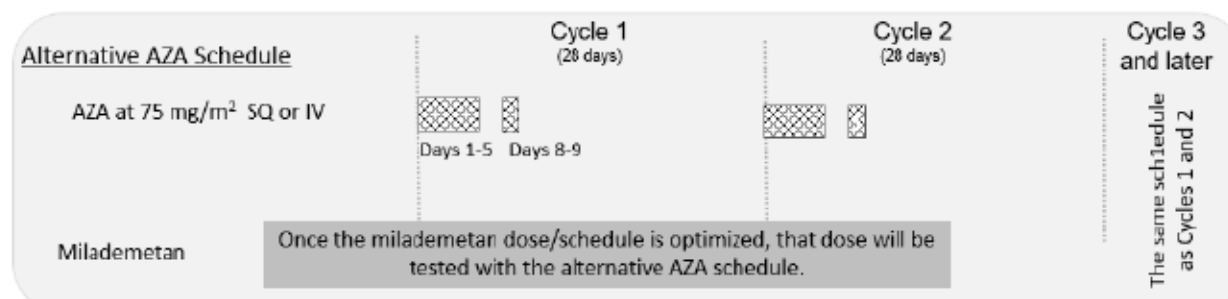 Cycle 1
(28 days)
Cycle 2
(28 days)
Cycle 3
and later
Alternative AZA Schedule
AZA at 75 mg/m² SQ or IV
Days 1-5
Days 8-9
Milademetan
Once the milademetan dose/schedule is optimized, that dose will be
tested with the alternative AZA schedule.
The same sch1edule
as Cycles 1 and 2